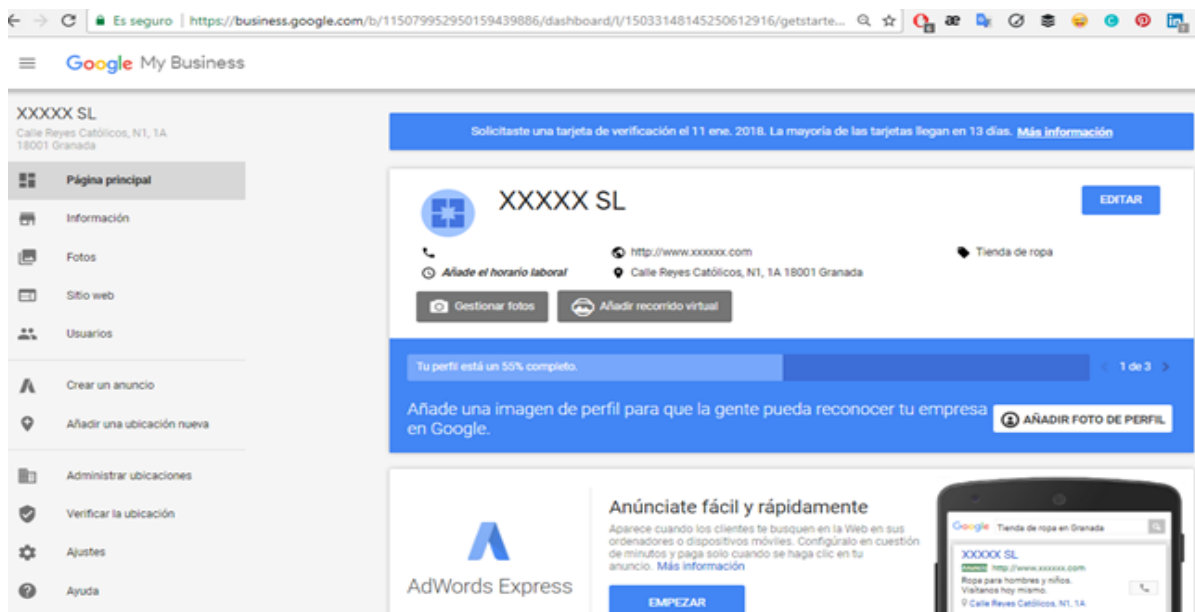 Es seguro | https://business.google.com/b/115079952950159439886/dashboard/l/15033148145250612916/getstarte...
Google My Business
XXXXX SL
Calle Reyes Católicos, N1, 1A
18001 Granada
Página principal
Información
Fotos
Sitio web
Usuarios
Crear un anuncio
Añadir una ubicación nueva
Administrar ubicaciones
Verificar la ubicación
Ajustes
Ayuda
Solicitaste una tarjeta de verificación el 11 ene. 2018. La mayoría de las tarjetas llegan en 13 días. Más información
XXXXX SL
EDITAR
http://www.xxxxxx.com
Tienda de ropa
Añade el horario laboral
Calle Reyes Católicos, N1, 1A 18001 Granada
Gestionar fotos
Añadir recorrido virtual
Tu perfil está un 55% completo.
1 de 3
Añade una imagen de perfil para que la gente pueda reconocer tu empresa
en Google.
AÑADIR FOTO DE PERFIL
AdWords Express
Anúnciate fácil y rápidamente
Aparece cuando los clientes te busquen en la Web en sus
ordenadores o dispositivos móviles. Configúralo en cuestión
de minutos y paga solo cuando se haga clic en tu
anuncio. Más información
EMPEZAR
Google Tienda de ropa en Granada
XXXXX SL
http://www.xxxxxx.com
Ropa para hombres y niños.
Visítanos hoy mismo.
Calle Reyes Católicos, N1, 1A